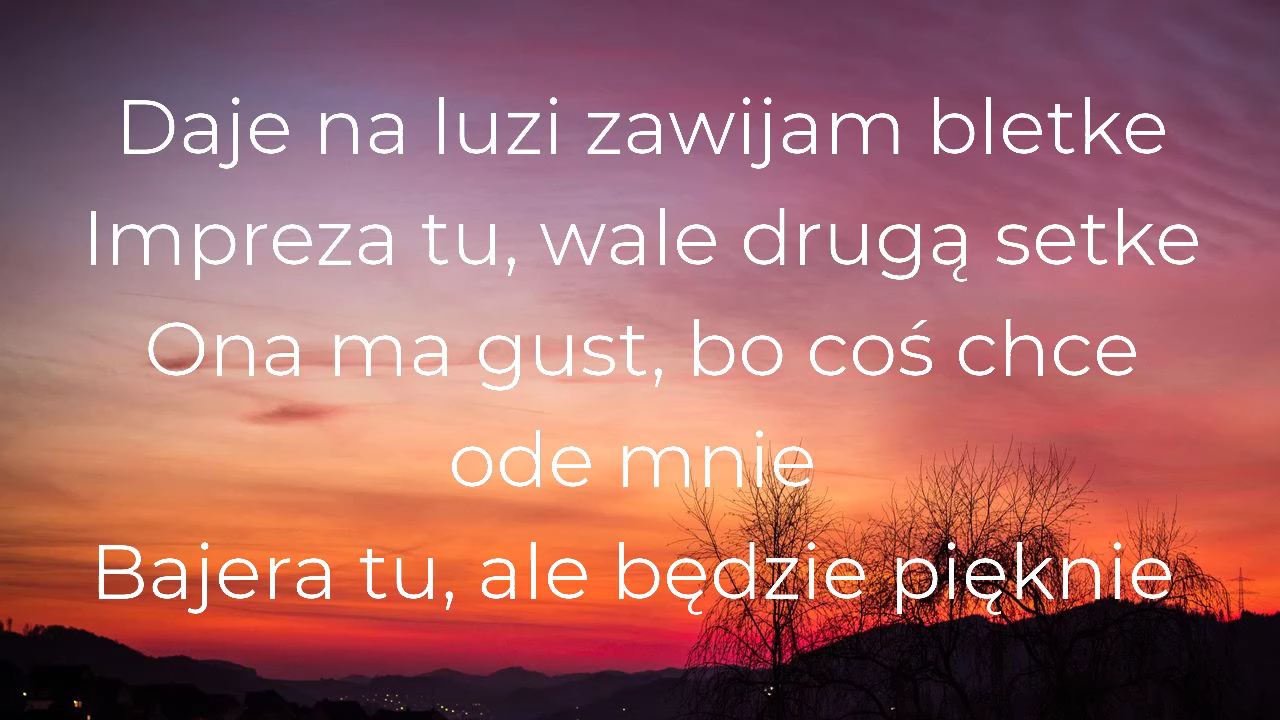 Daje na luzi zawijam bletke
Impreza tu, wale drugą setke
Ona ma gust, bo coś chce
ode mnie
Bajera tu, ale będzie pięknie